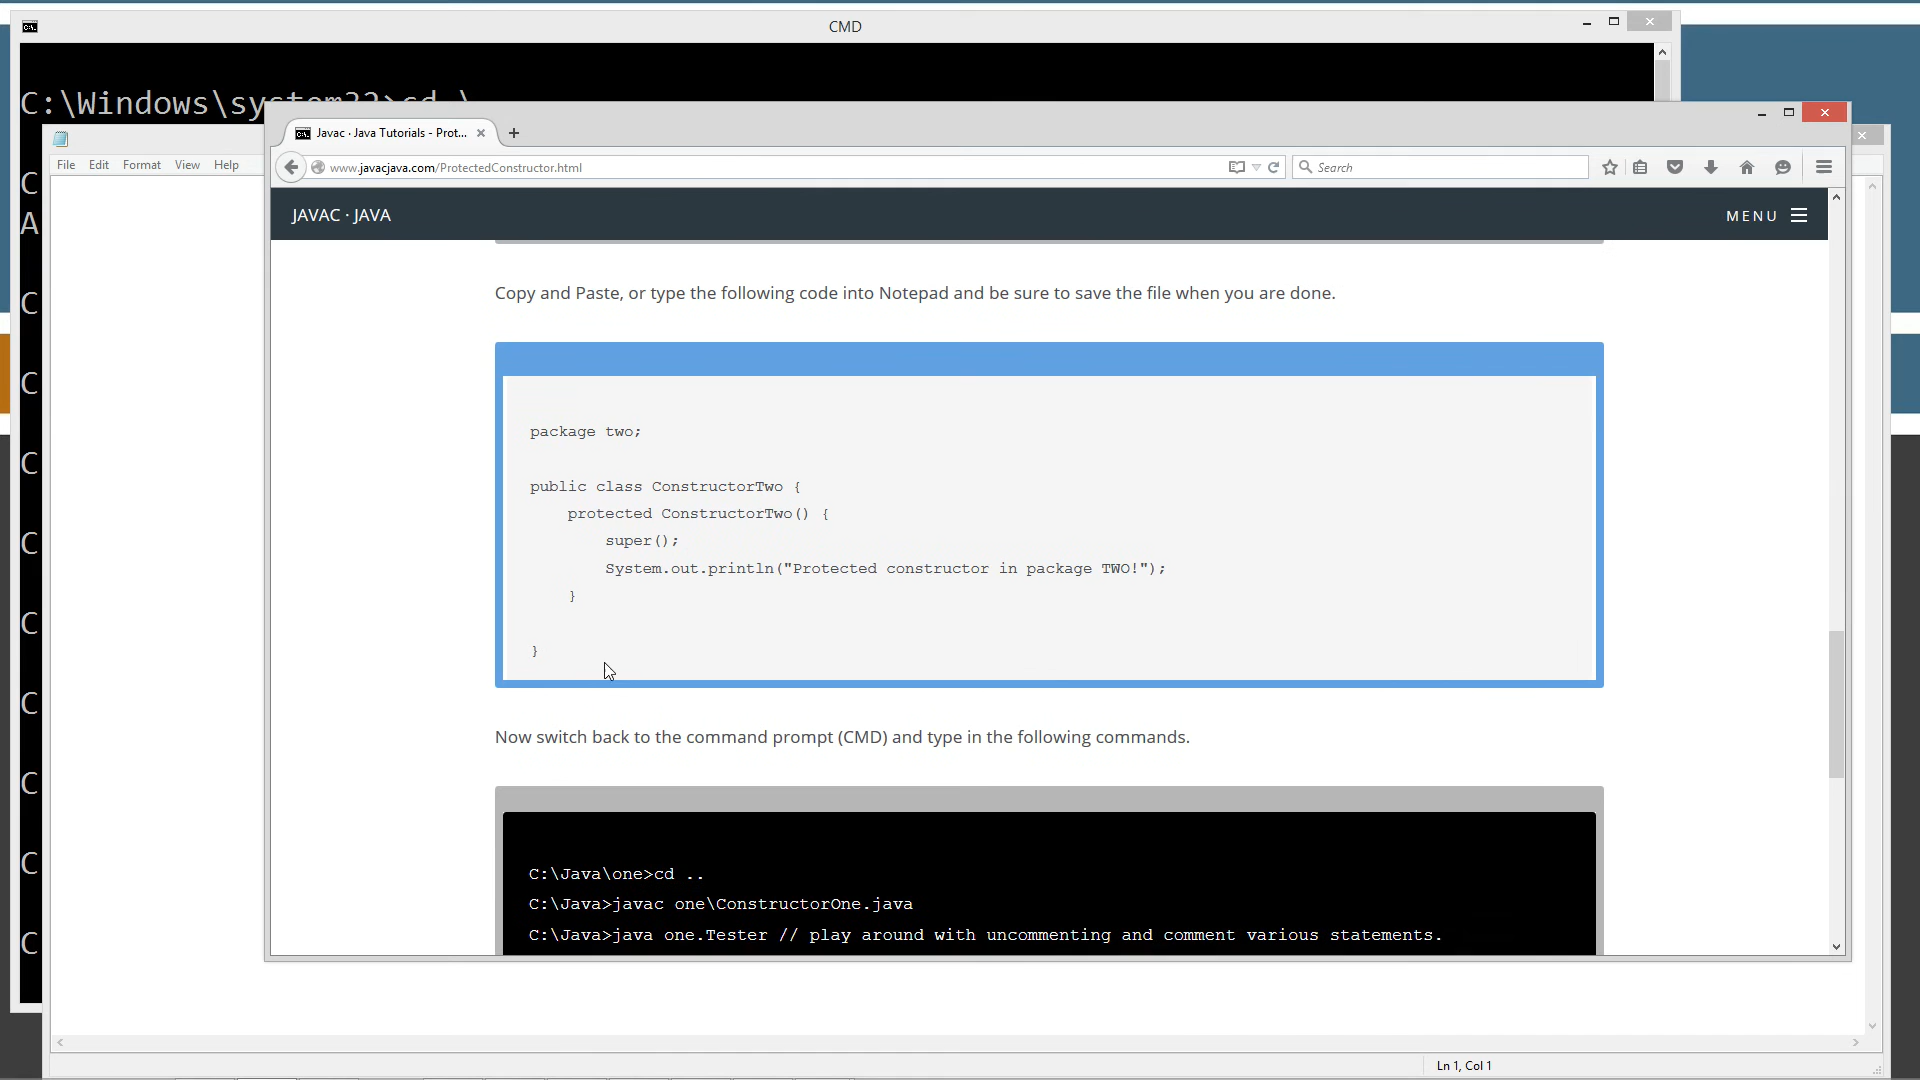 CMD
C:\Windows\system32>cd \
Javac · Java Tutorials - Prot...
File Edit Format View Help
www.javacjava.com/ProtectedConstructor.html
Search
C
A
JAVAC · JAVA
MENU
Copy and Paste, or type the following code into Notepad and be sure to save the file when you are done.
C
C
package two;
C
public class ConstructorTwo {
protected ConstructorTwo() {
super();
C
System.out.println("Protected constructor in package TWO!");
}
C
}
C
Now switch back to the command prompt (CMD) and type in the following commands.
C
C
C:\Java\one>cd ..
C:\Java>javac one\ConstructorOne.java
C:\Java>java one.Tester // play around with uncommenting and comment various statements.
C
Ln 1, Col 1